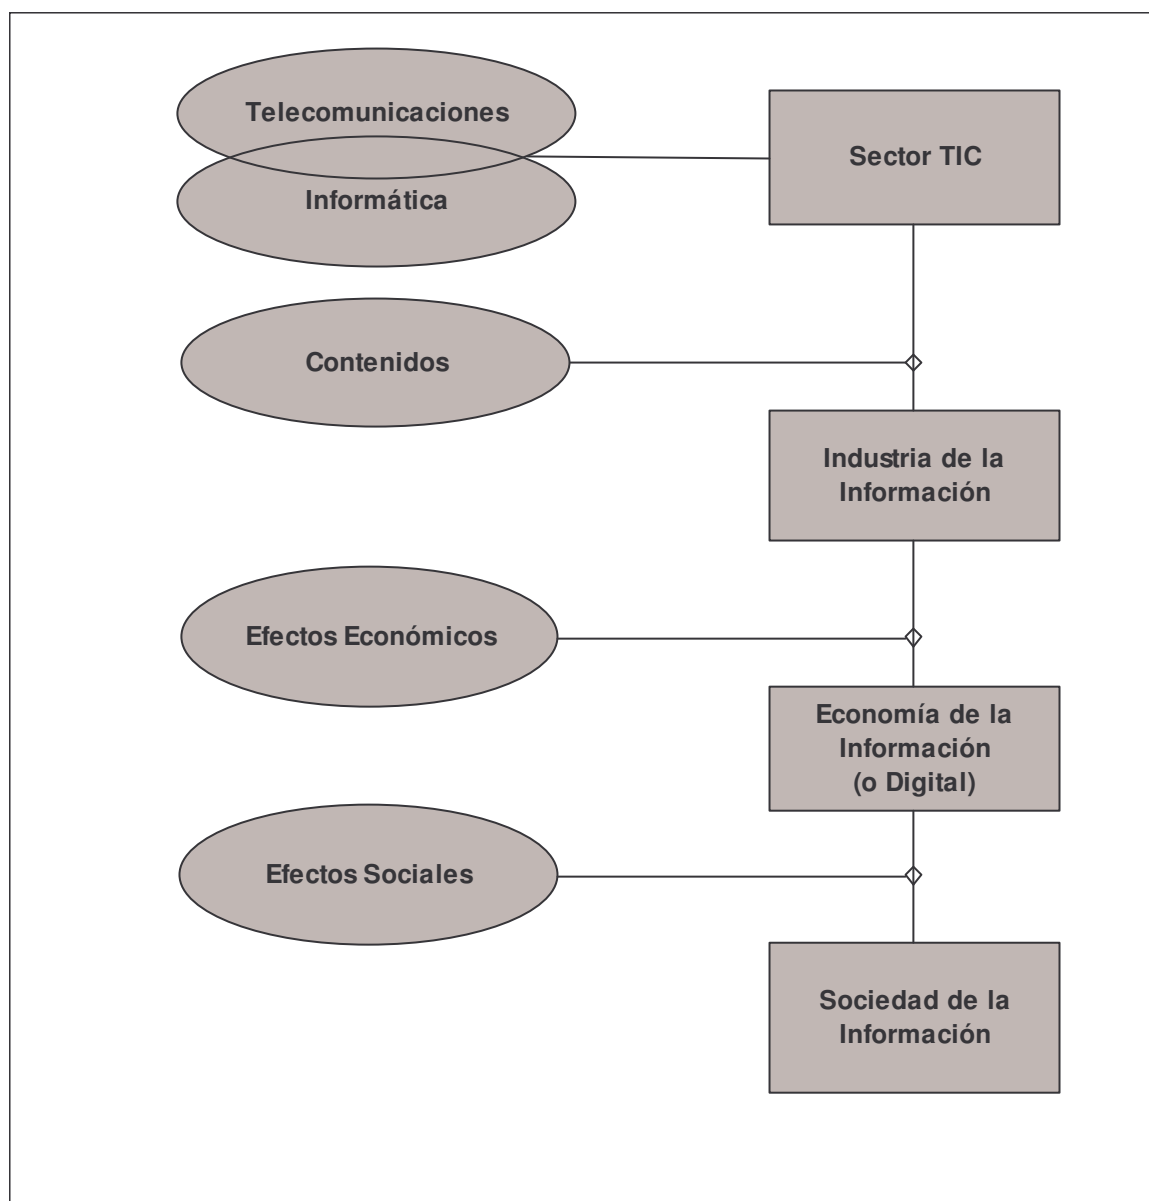 Telecomunicaciones
Sector TIC
Informática
Contenidos
Industria de la
Información
Efectos Económicos
Economía de la
Información
(o Digital)
Efectos Sociales
Sociedad de la
Información